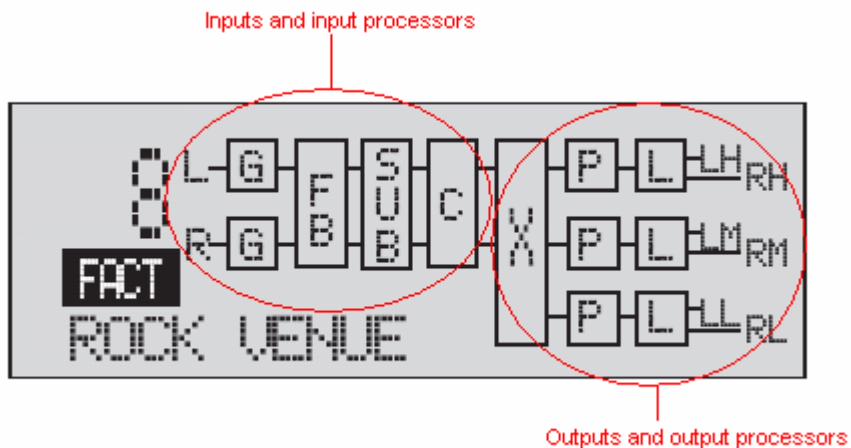 Inputs and input processors
8
L G FB SUB C X P L LH RH
R G P L LM RM
P L LL RL
FACT
ROCK VENUE
Outputs and output processors